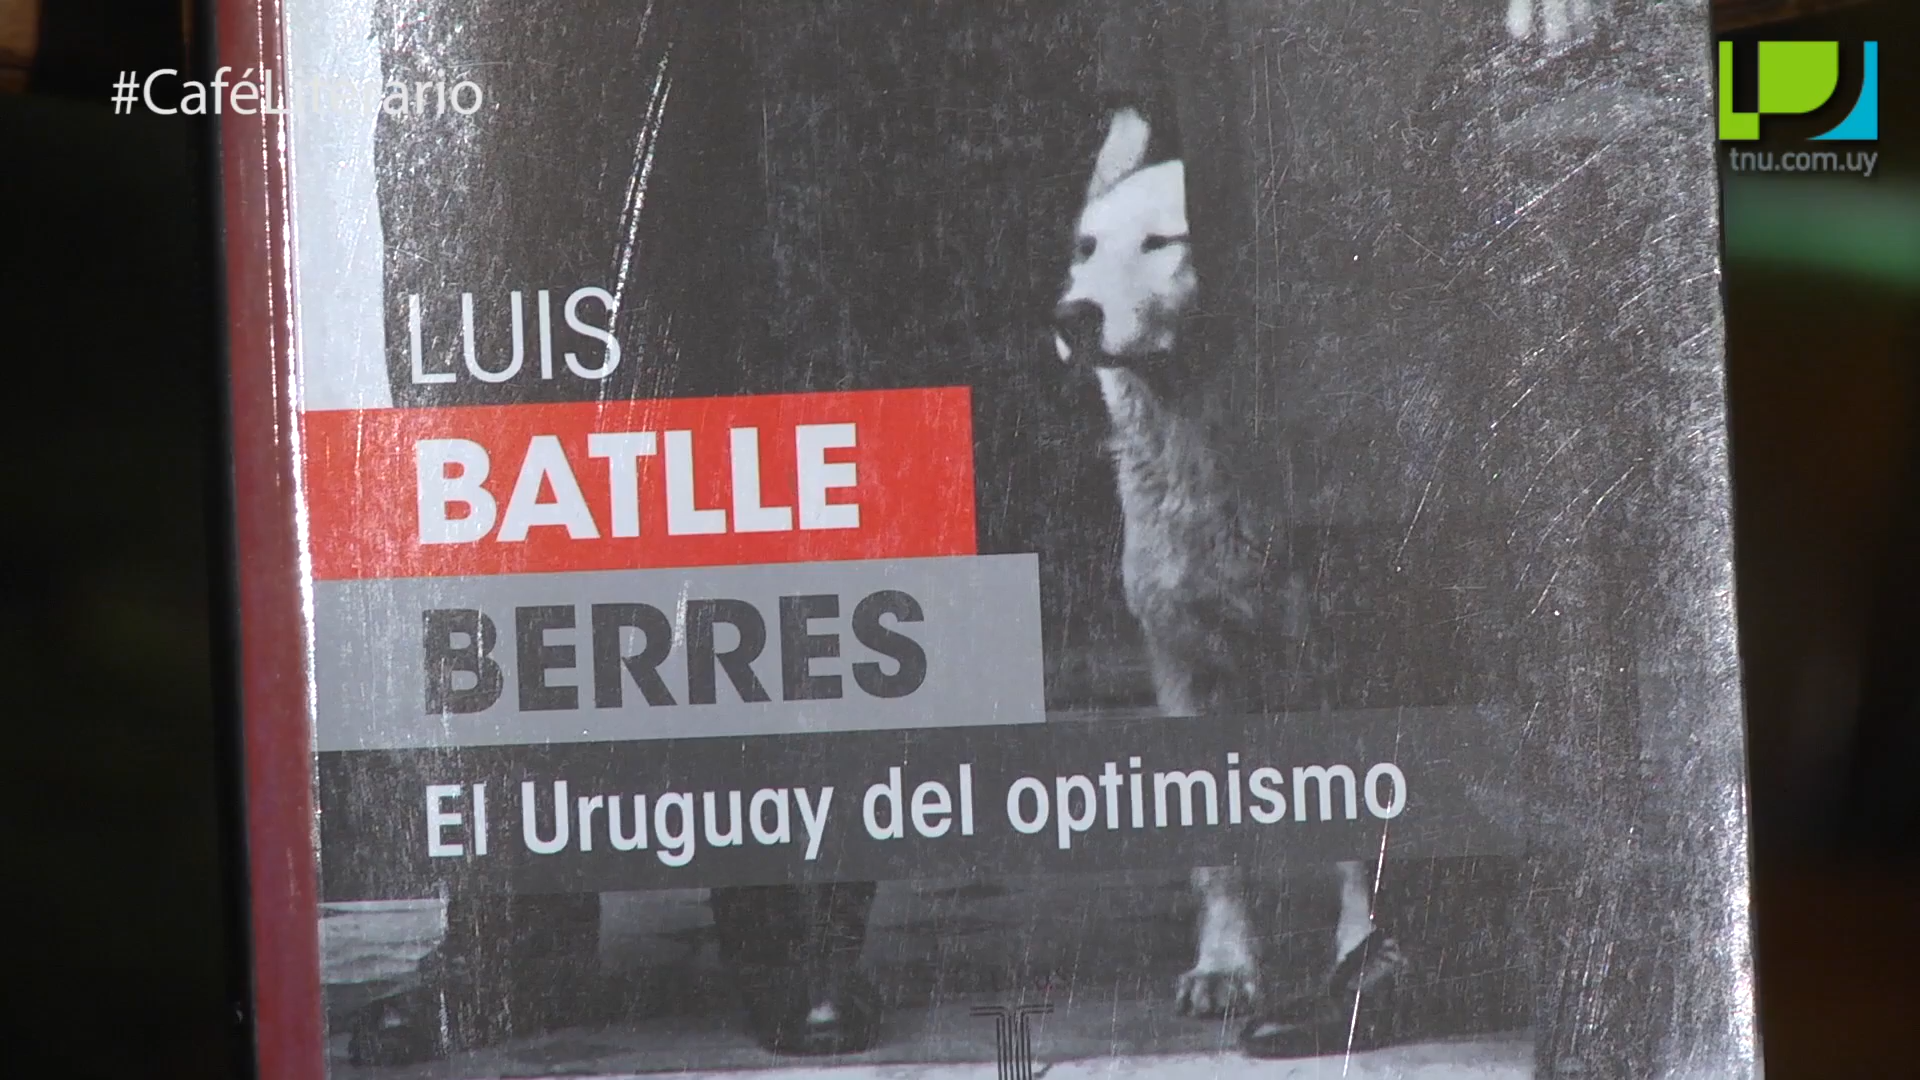 #CaféLiterario
tnu.com.uy
LUIS
BATLLE
BERRES
El Uruguay del optimismo